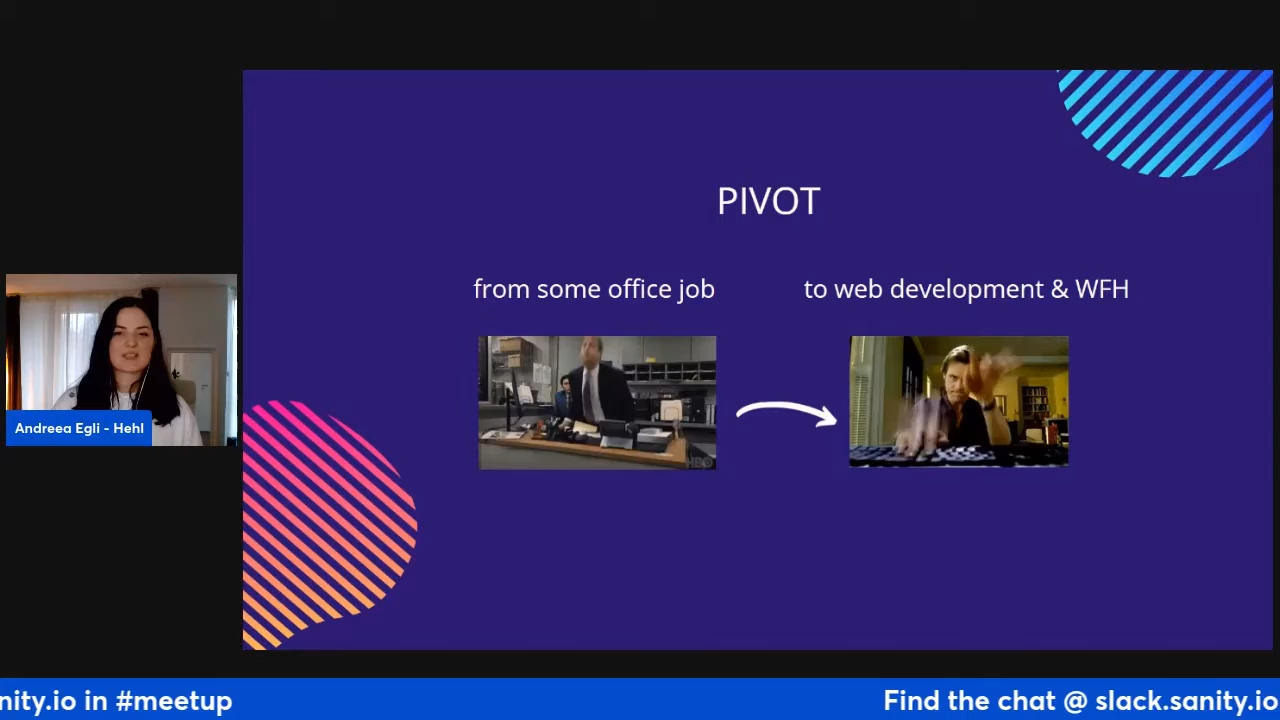 PIVOT
from some office job
to web development & WFH
HBO
Andreea Egli - Hehl
nity.io in #meetup
Find the chat @ slack.sanity.io